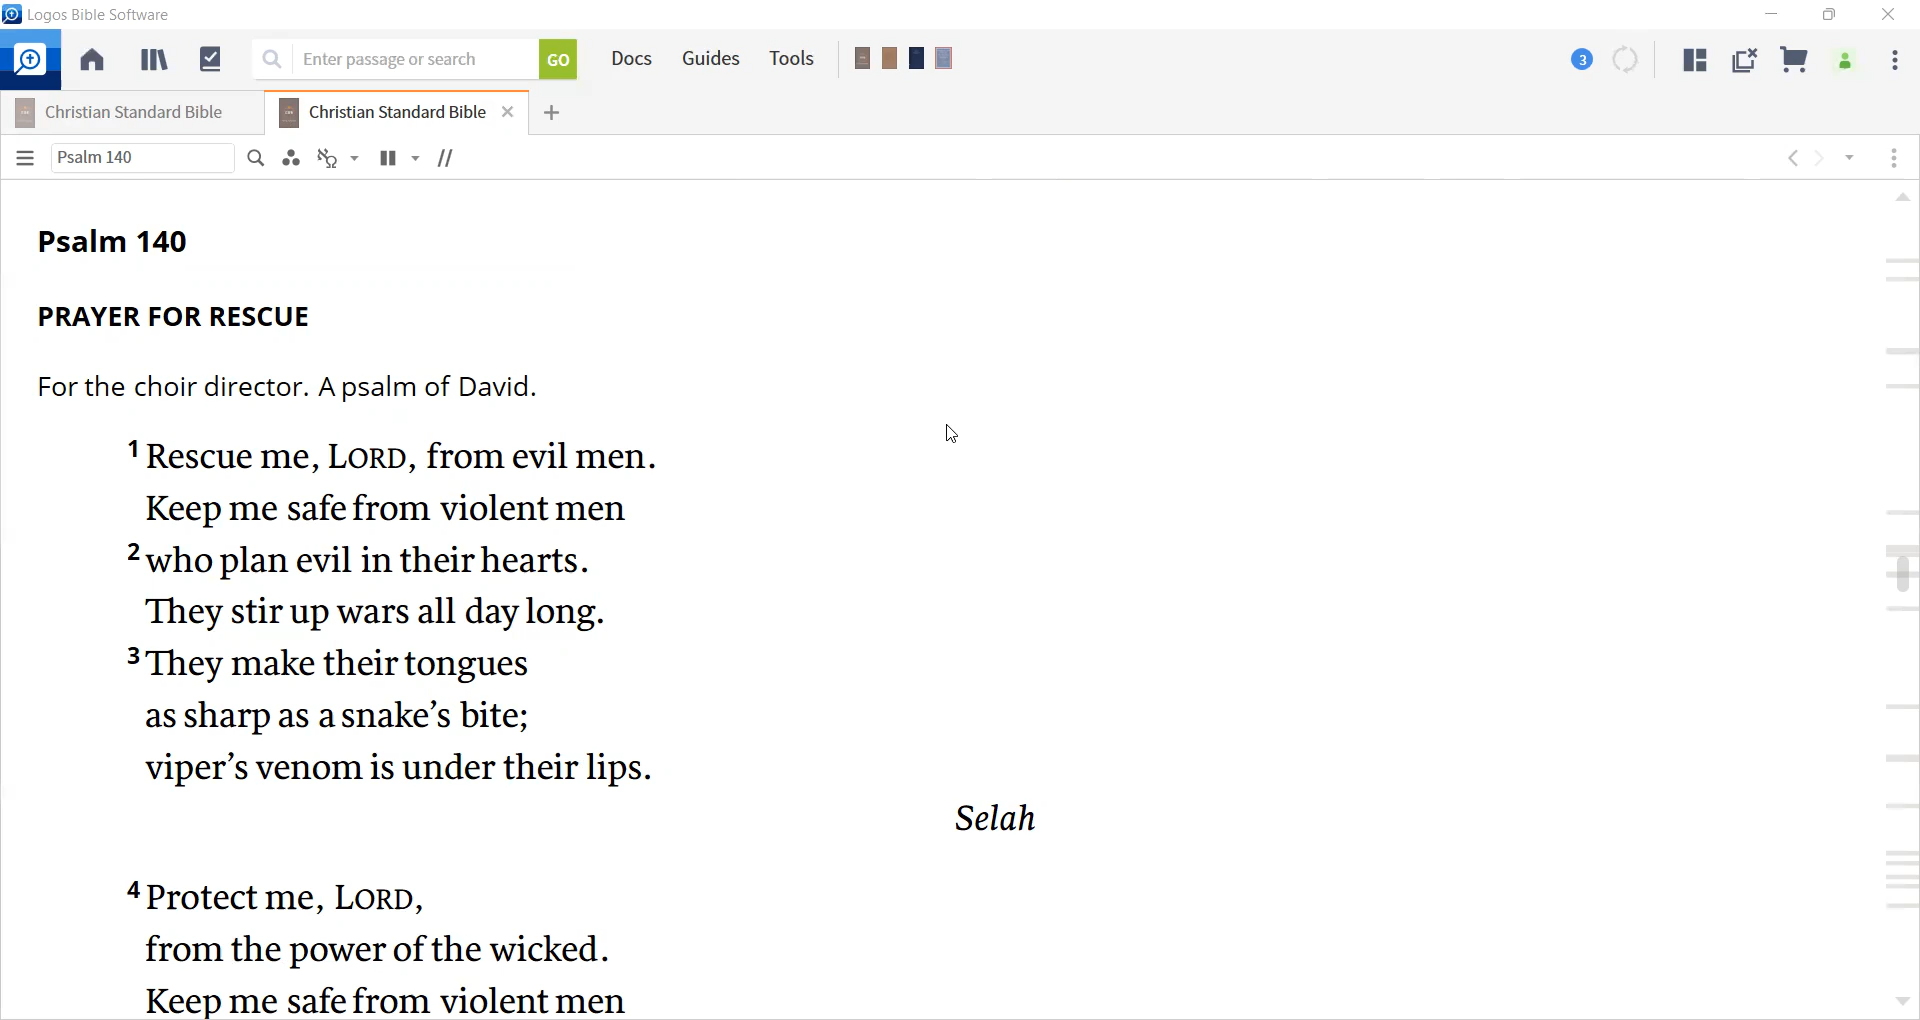 Logos Bible Software
Enter passage or search
GO
Docs
Guides
Tools
3
Christian Standard Bible
Christian Standard Bible
Psalm 140
Psalm 140
PRAYER FOR RESCUE
For the choir director. A psalm of David.
1 Rescue me, LORD, from evil men.
Keep me safe from violent men
2 who plan evil in their hearts.
They stir up wars all day long.
3 They make their tongues
as sharp as a snake’s bite;
viper’s venom is under their lips.
Selah
4 Protect me, LORD,
from the power of the wicked.
Keep me safe from violent men